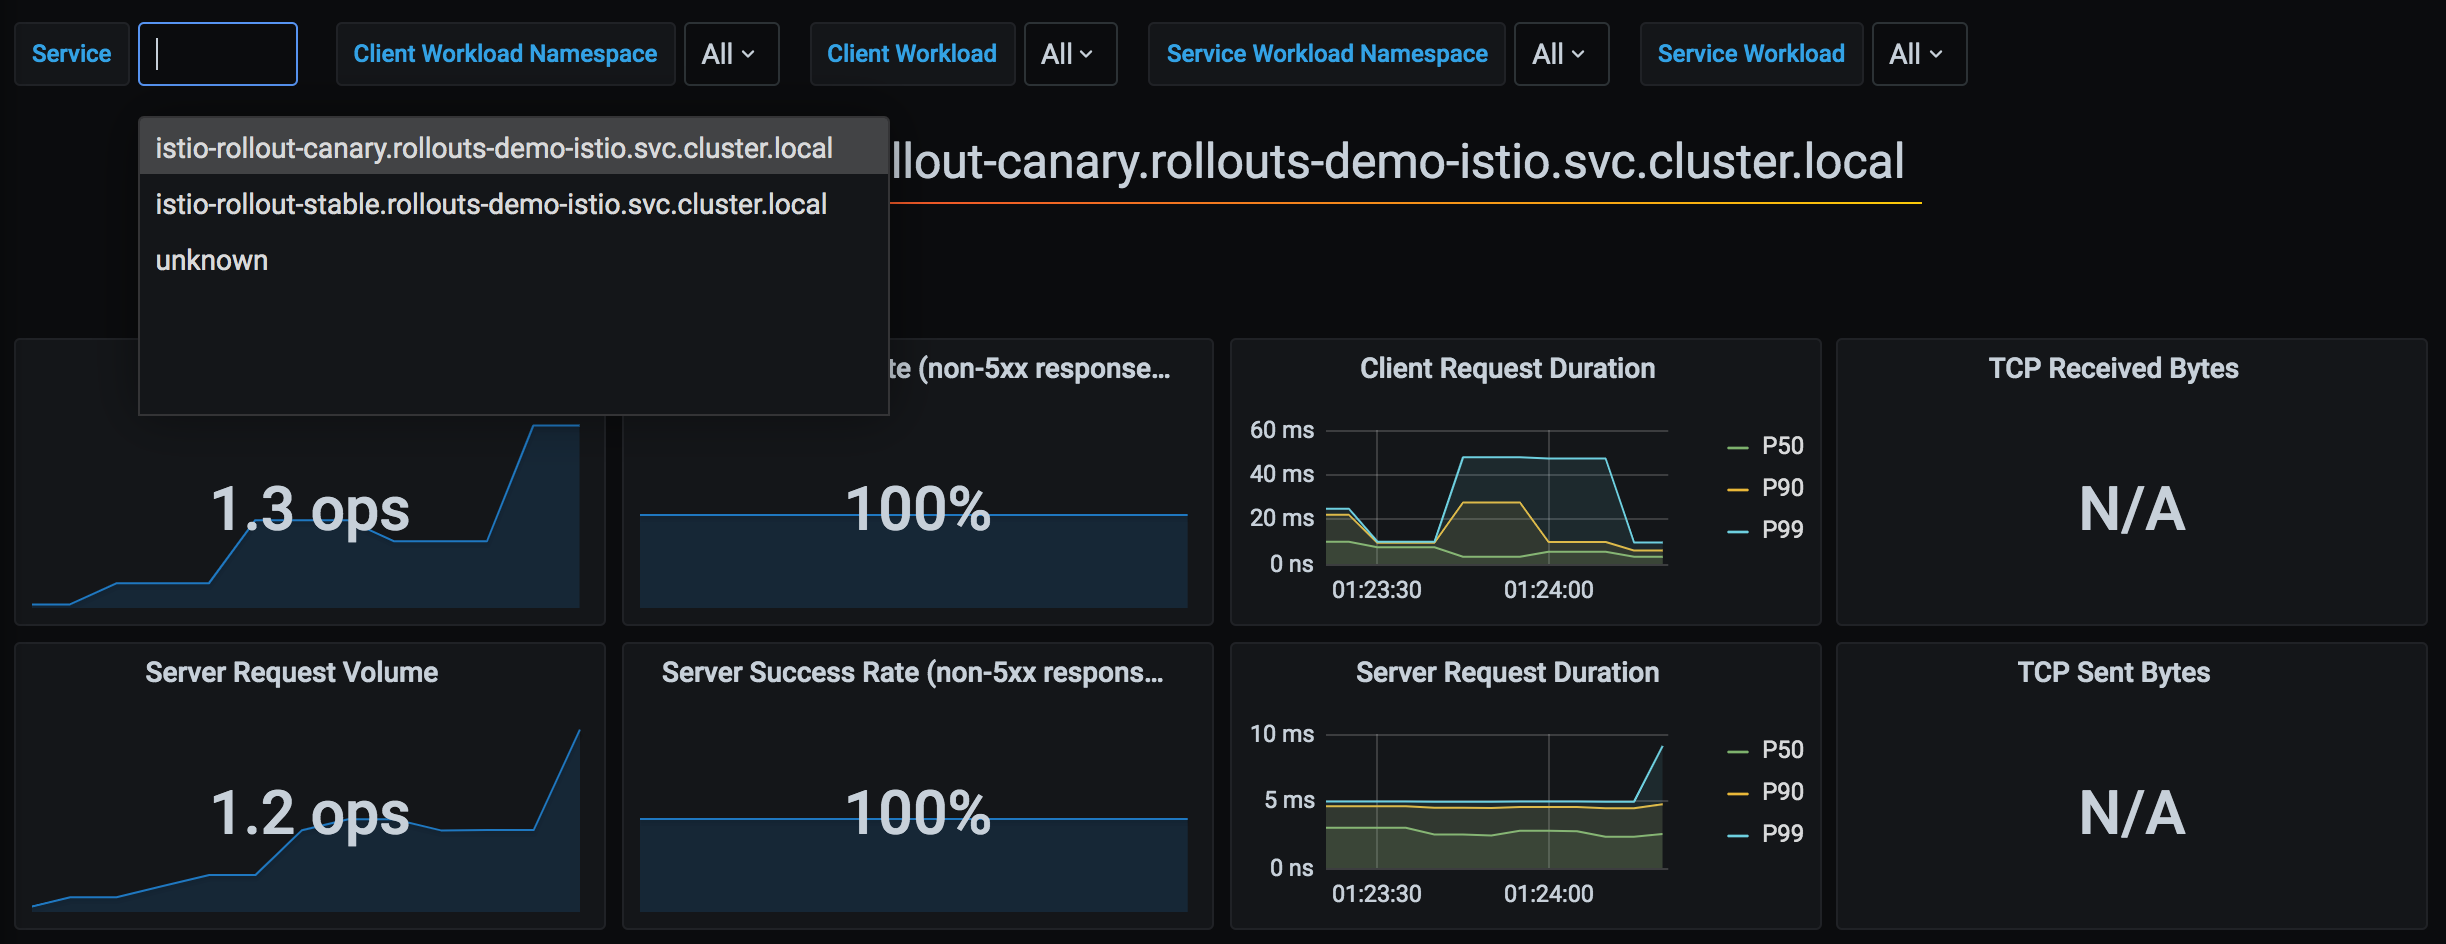 Service
Client Workload Namespace All
Client Workload All
Service Workload Namespace All
Service Workload All
istio-rollout-canary.rollouts-demo-istio.svc.cluster.local
istio-rollout-stable.rollouts-demo-istio.svc.cluster.local
unknown
llout-canary.rollouts-demo-istio.svc.cluster.local
1.3 ops
te (non-5xx response...
100%
Client Request Duration
60 ms
40 ms
20 ms
0 ns
01:23:30 01:24:00
P50
P90
P99
TCP Received Bytes
N/A
Server Request Volume
1.2 ops
Server Success Rate (non-5xx respons...
100%
Server Request Duration
10 ms
5 ms
0 ns
01:23:30 01:24:00
P50
P90
P99
TCP Sent Bytes
N/A